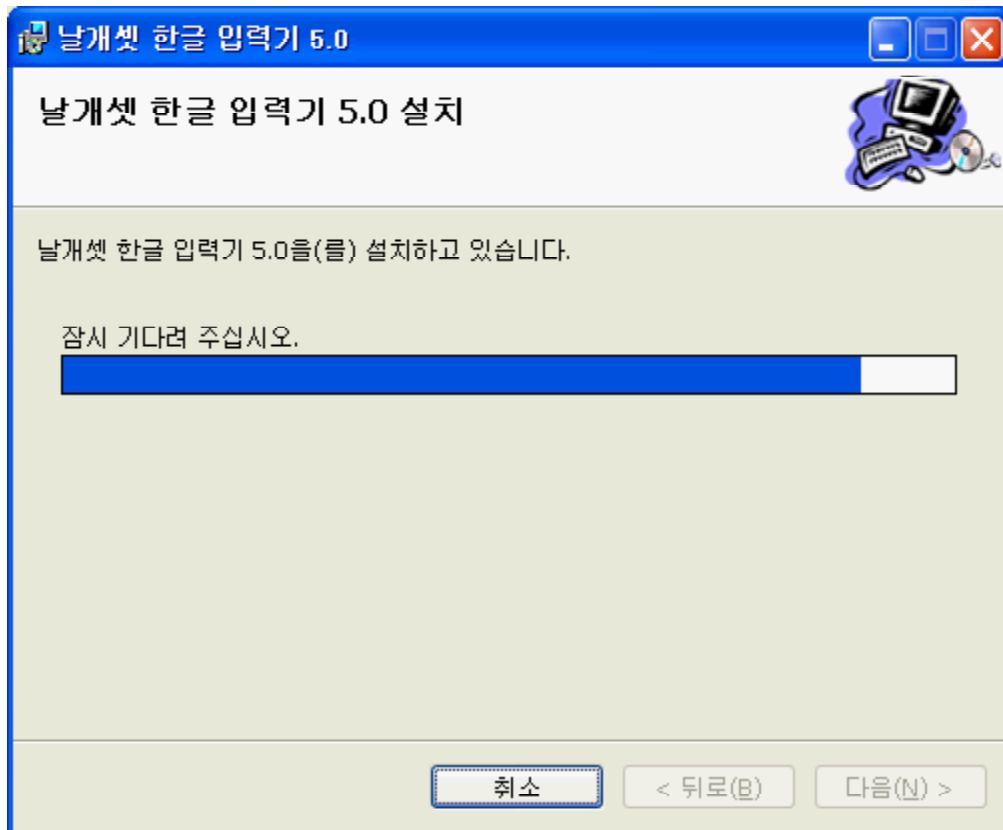 날개셋 한글 입력기 5.0
날개셋 한글 입력기 5.0 설치
날개셋 한글 입력기 5.0을(를) 설치하고 있습니다.
잠시 기다려 주십시오.
취소 < 뒤로(B) 다음(N) >